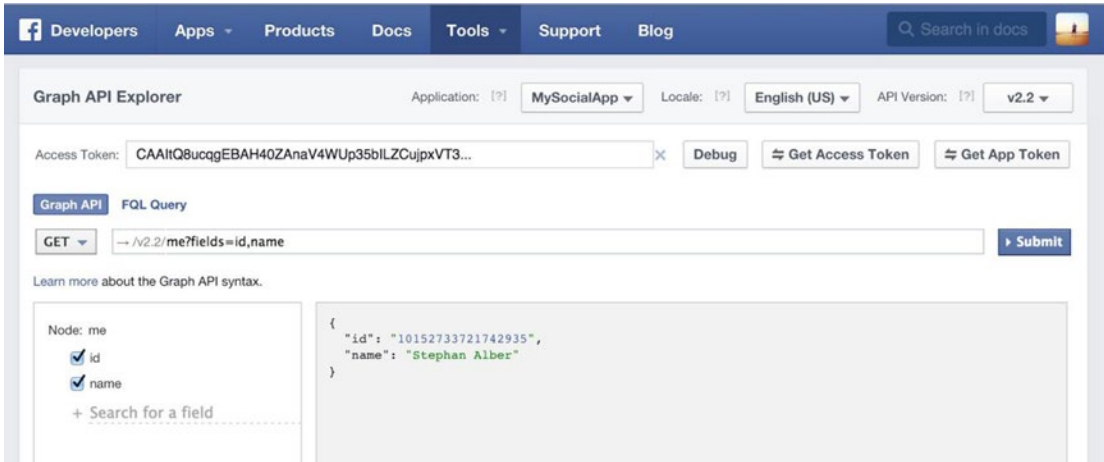 Developers Apps Products Docs Tools Support Blog Search in docs
Graph API Explorer Application: [?] MySocialApp Locale: [?] English (US) API Version: [?] v2.2
Access Token: CAAItQ8ucqgEBAH40ZAnaV4WUp35bILZCujpxVT3... × Debug ⇋ Get Access Token ⇋ Get App Token
Graph API FQL Query
GET → /v2.2/me?fields=id,name Submit
Learn more about the Graph API syntax.
Node: me
id
name
+ Search for a field
{
"id": "10152733721742935",
"name": "Stephan Alber"
}